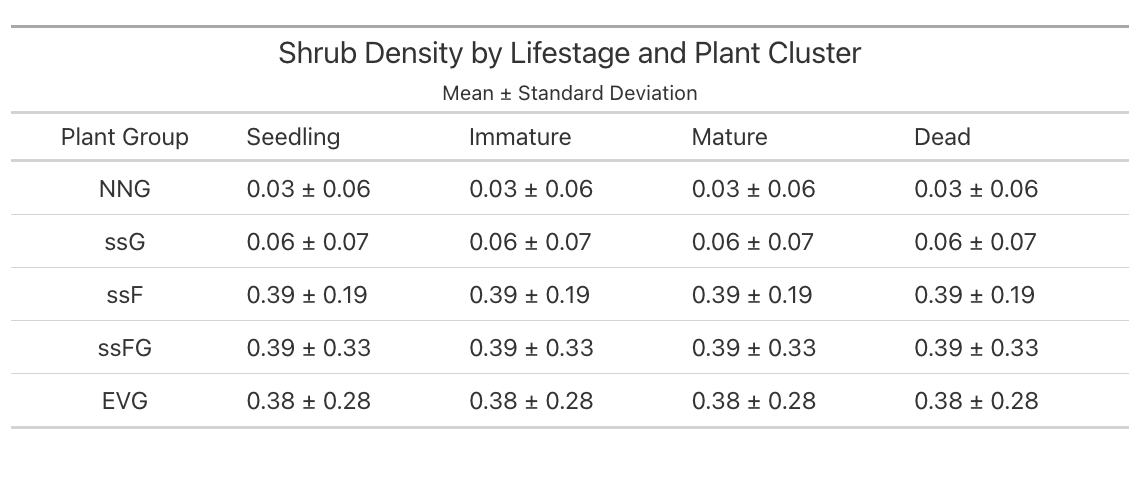 Shrub Density by Lifestage and Plant Cluster
Mean ± Standard Deviation
Plant Group Seedling Immature Mature Dead
NNG 0.03 ± 0.06 0.03 ± 0.06 0.03 ± 0.06 0.03 ± 0.06
ssG 0.06 ± 0.07 0.06 ± 0.07 0.06 ± 0.07 0.06 ± 0.07
ssF 0.39 ± 0.19 0.39 ± 0.19 0.39 ± 0.19 0.39 ± 0.19
ssFG 0.39 ± 0.33 0.39 ± 0.33 0.39 ± 0.33 0.39 ± 0.33
EVG 0.38 ± 0.28 0.38 ± 0.28 0.38 ± 0.28 0.38 ± 0.28